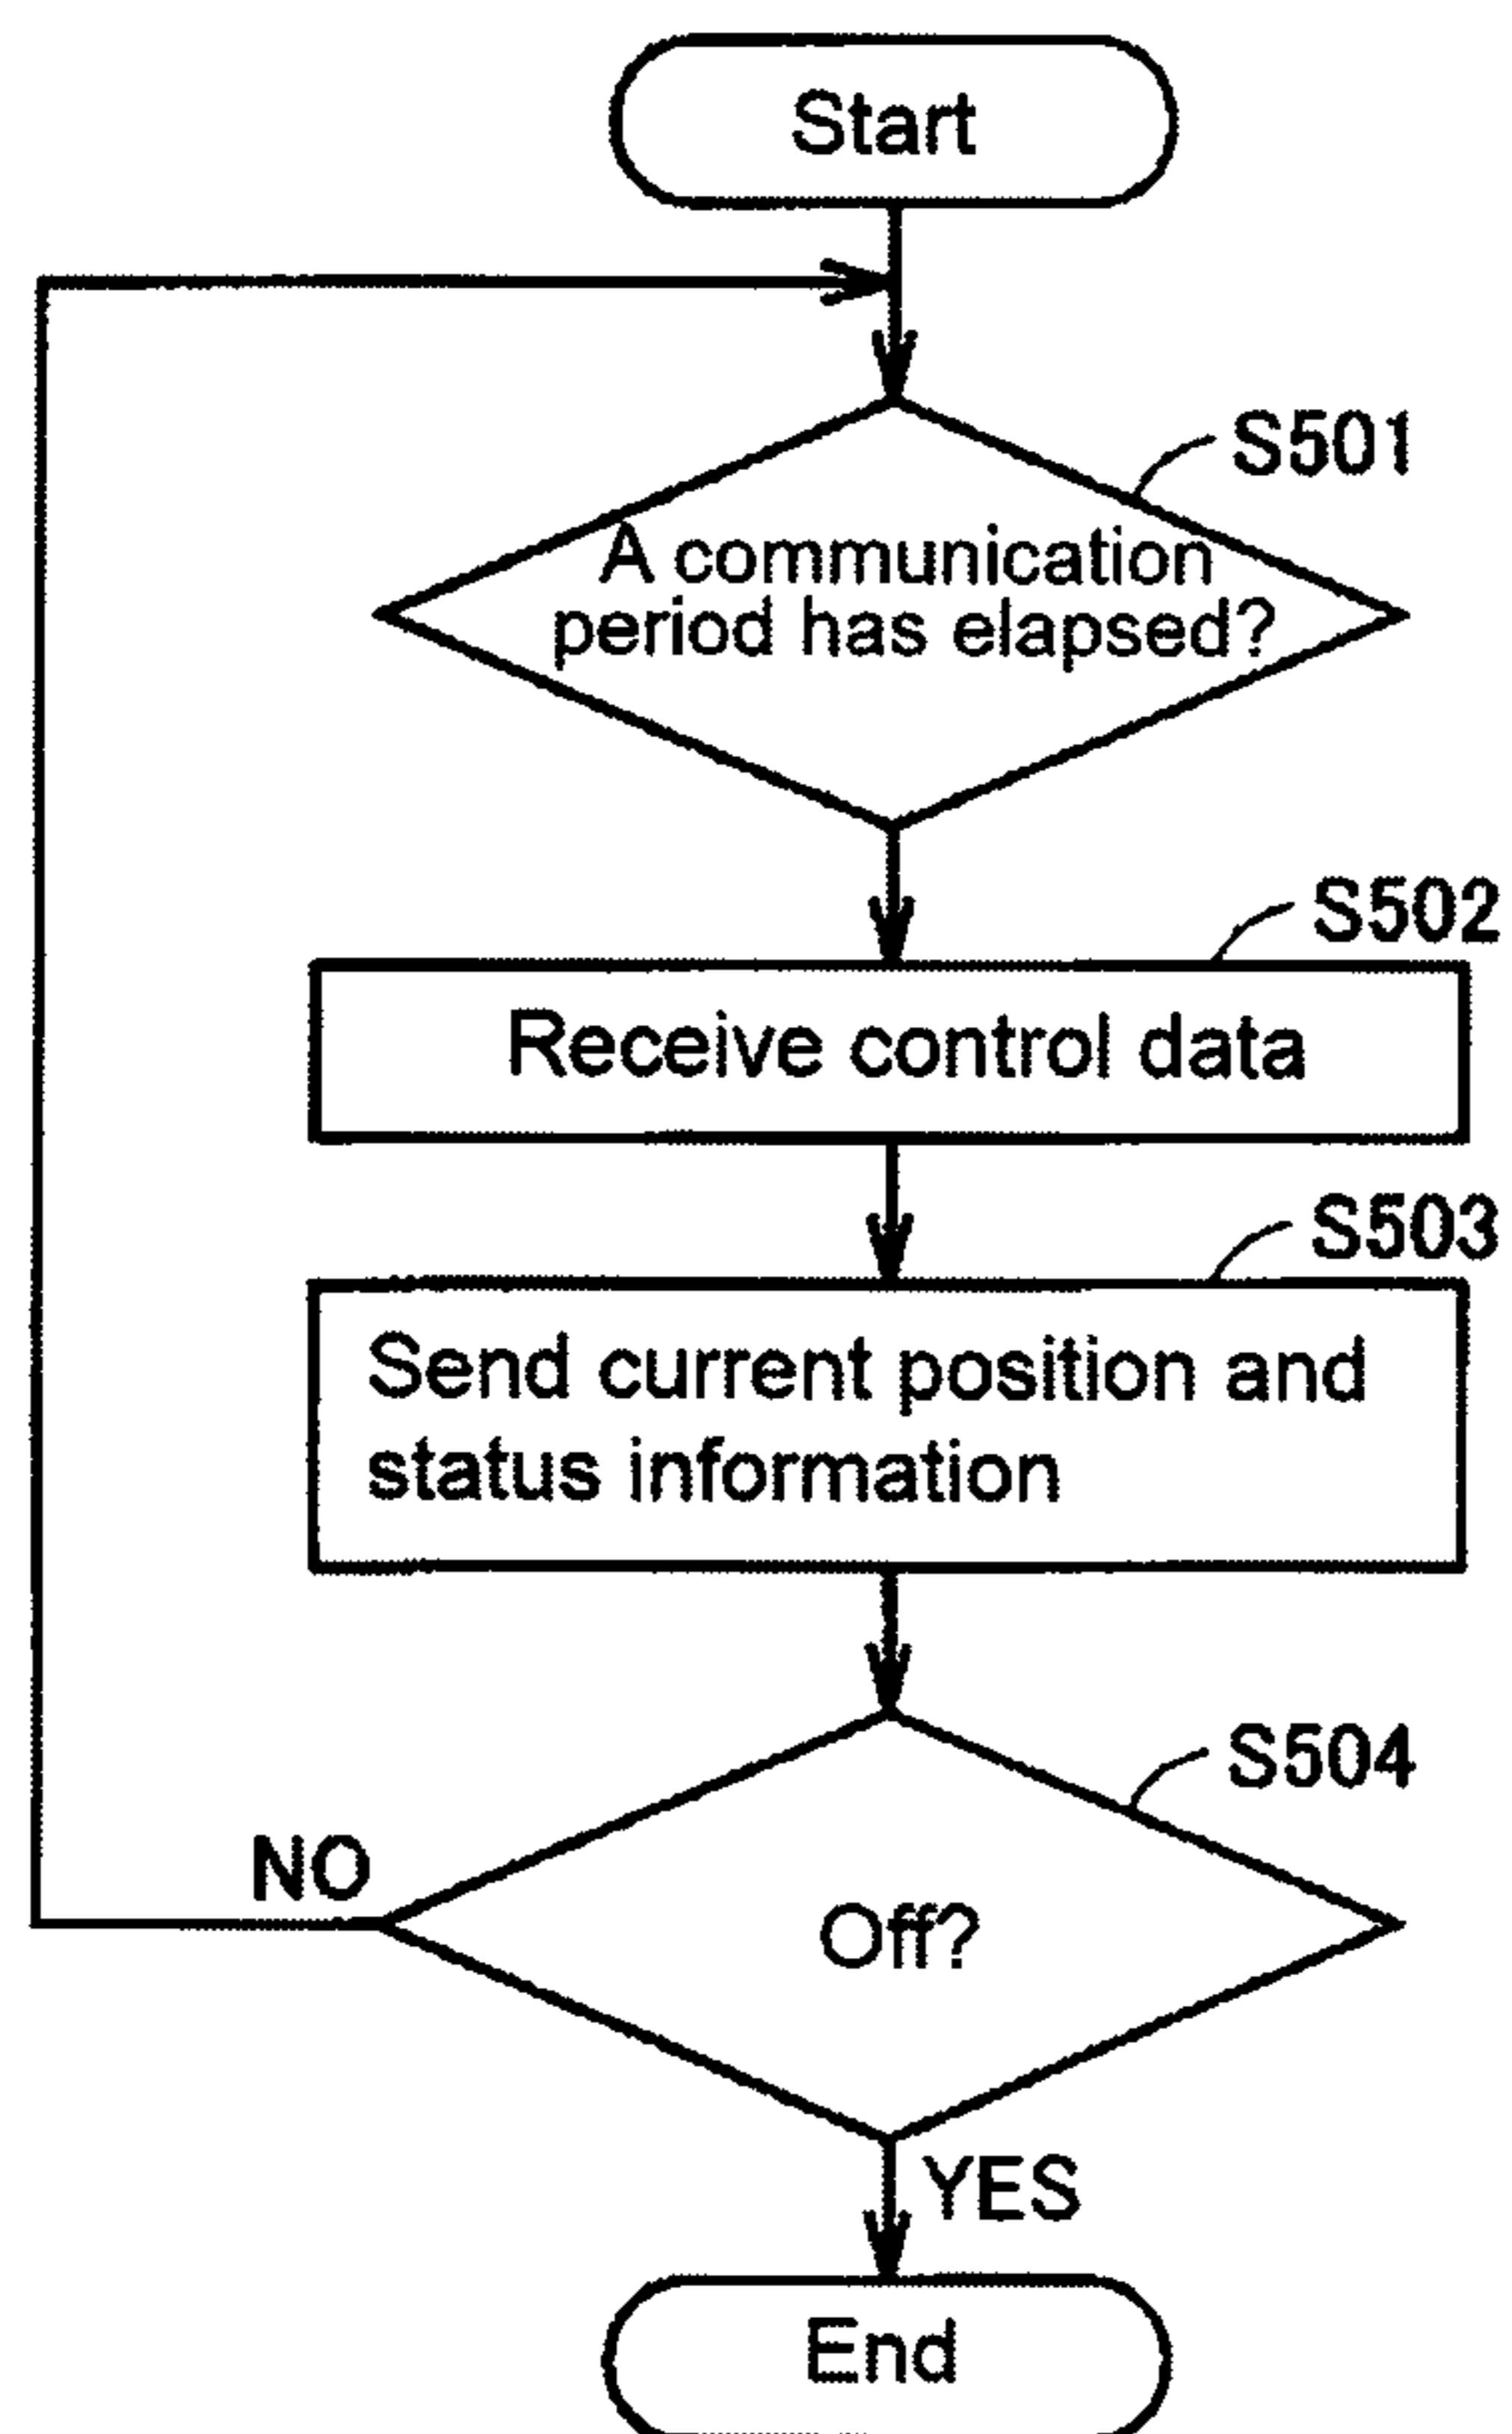 Start
S501
A communication
period has elapsed?
S502
Receive control data
S503
Send current position and
status information
S504
NO
Off?
YES
End